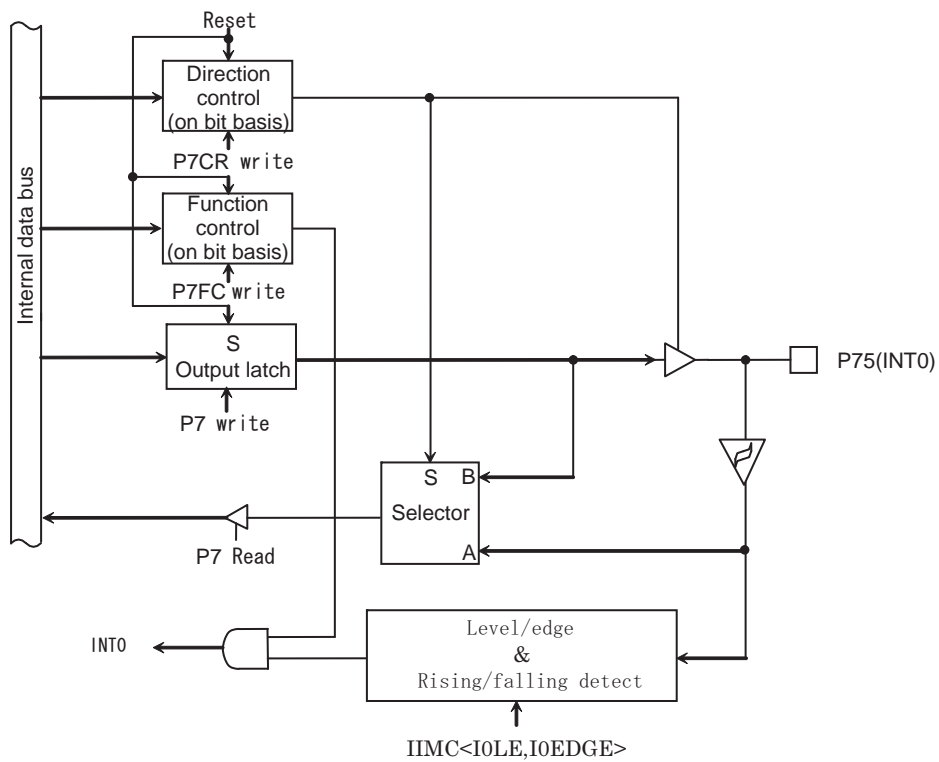 Reset
Direction
control
(on bit basis)
P7CR write
Internal data bus
Function
control
(on bit basis)
P7FC write
S
Output latch
P7 write
P75(INT0)
S B
Selector
A
P7 Read
INT0
Level/edge
&
Rising/falling detect
IIMC<I0LE,I0EDGE>